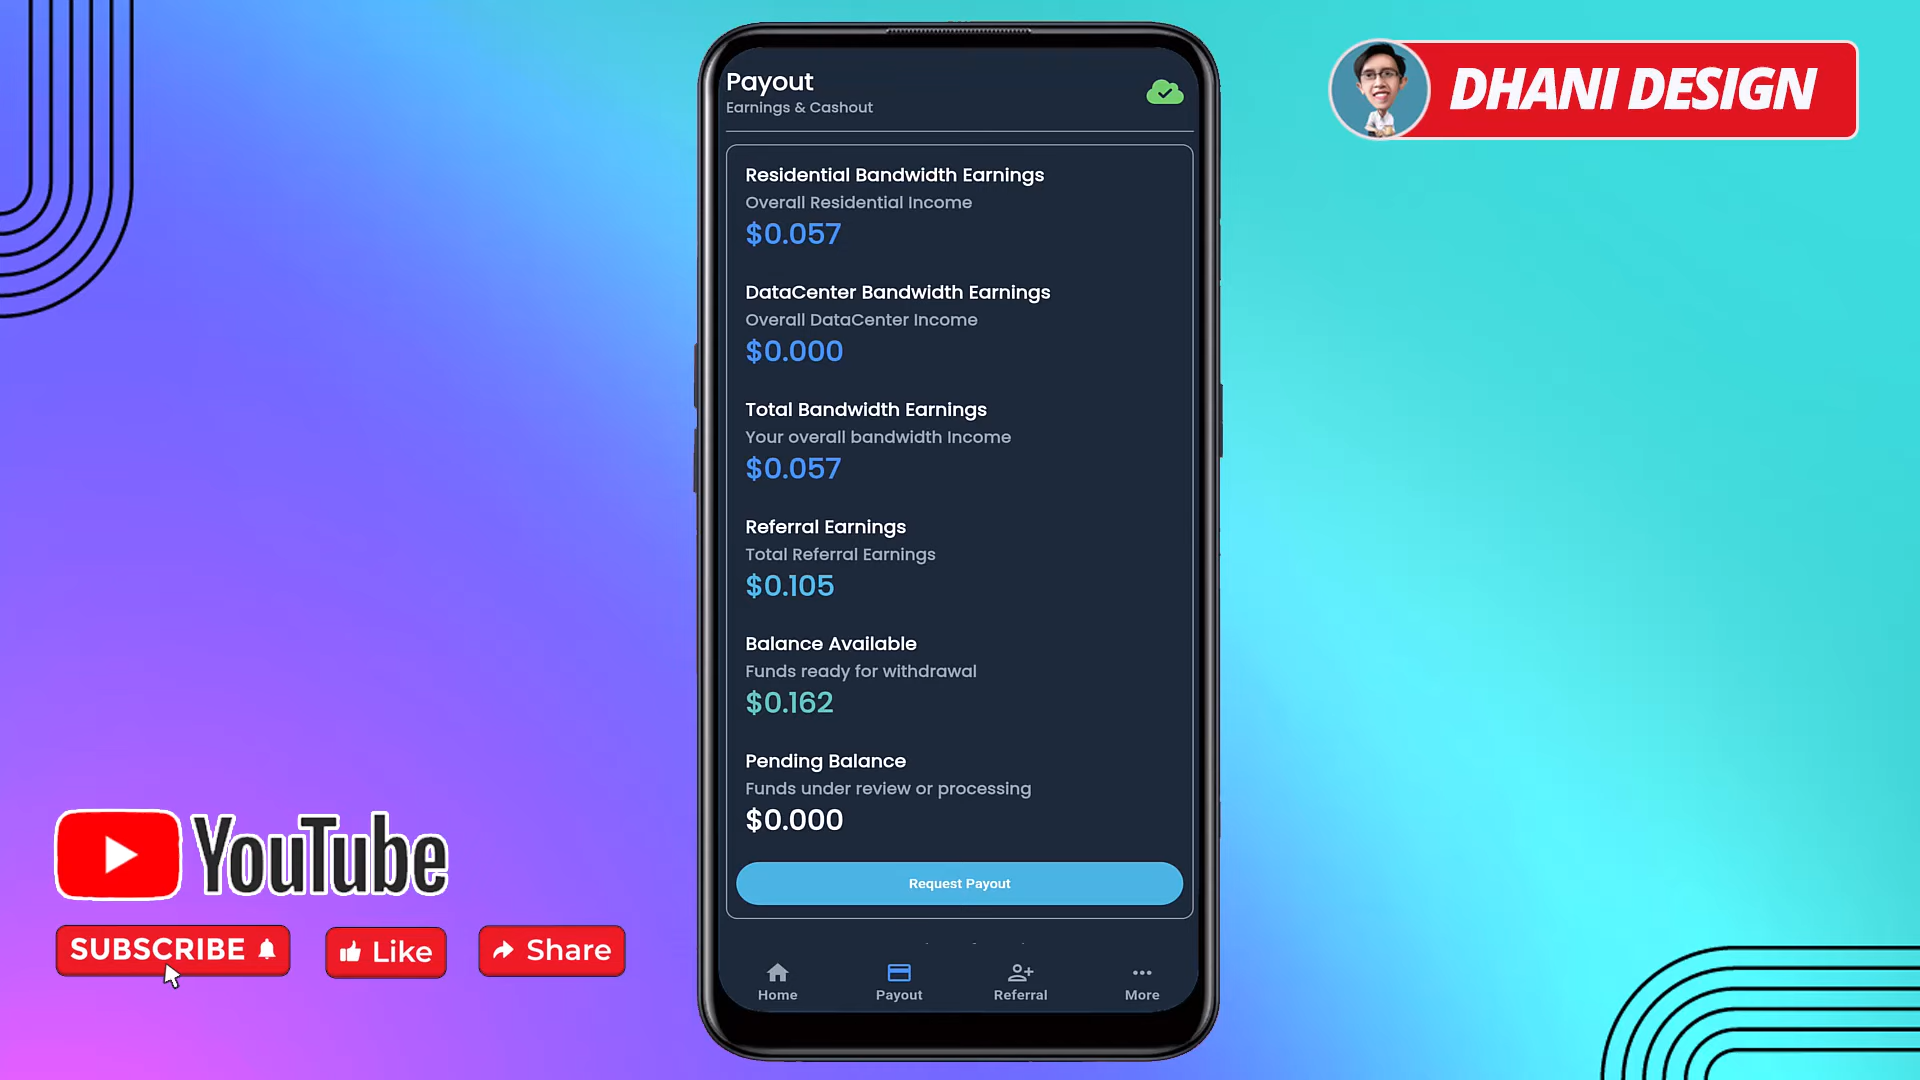 Payout
Earnings & Cashout
DHANI DESIGN
Residential Bandwidth Earnings
Overall Residential Income
$0.057
DataCenter Bandwidth Earnings
Overall DataCenter Income
$0.000
Total Bandwidth Earnings
Your overall bandwidth Income
$0.057
Referral Earnings
Total Referral Earnings
$0.105
Balance Available
Funds ready for withdrawal
$0.162
Pending Balance
Funds under review or processing
$0.000
Request Payout
YouTube
SUBSCRIBE
Like
Share
Home
Payout
Referral
More